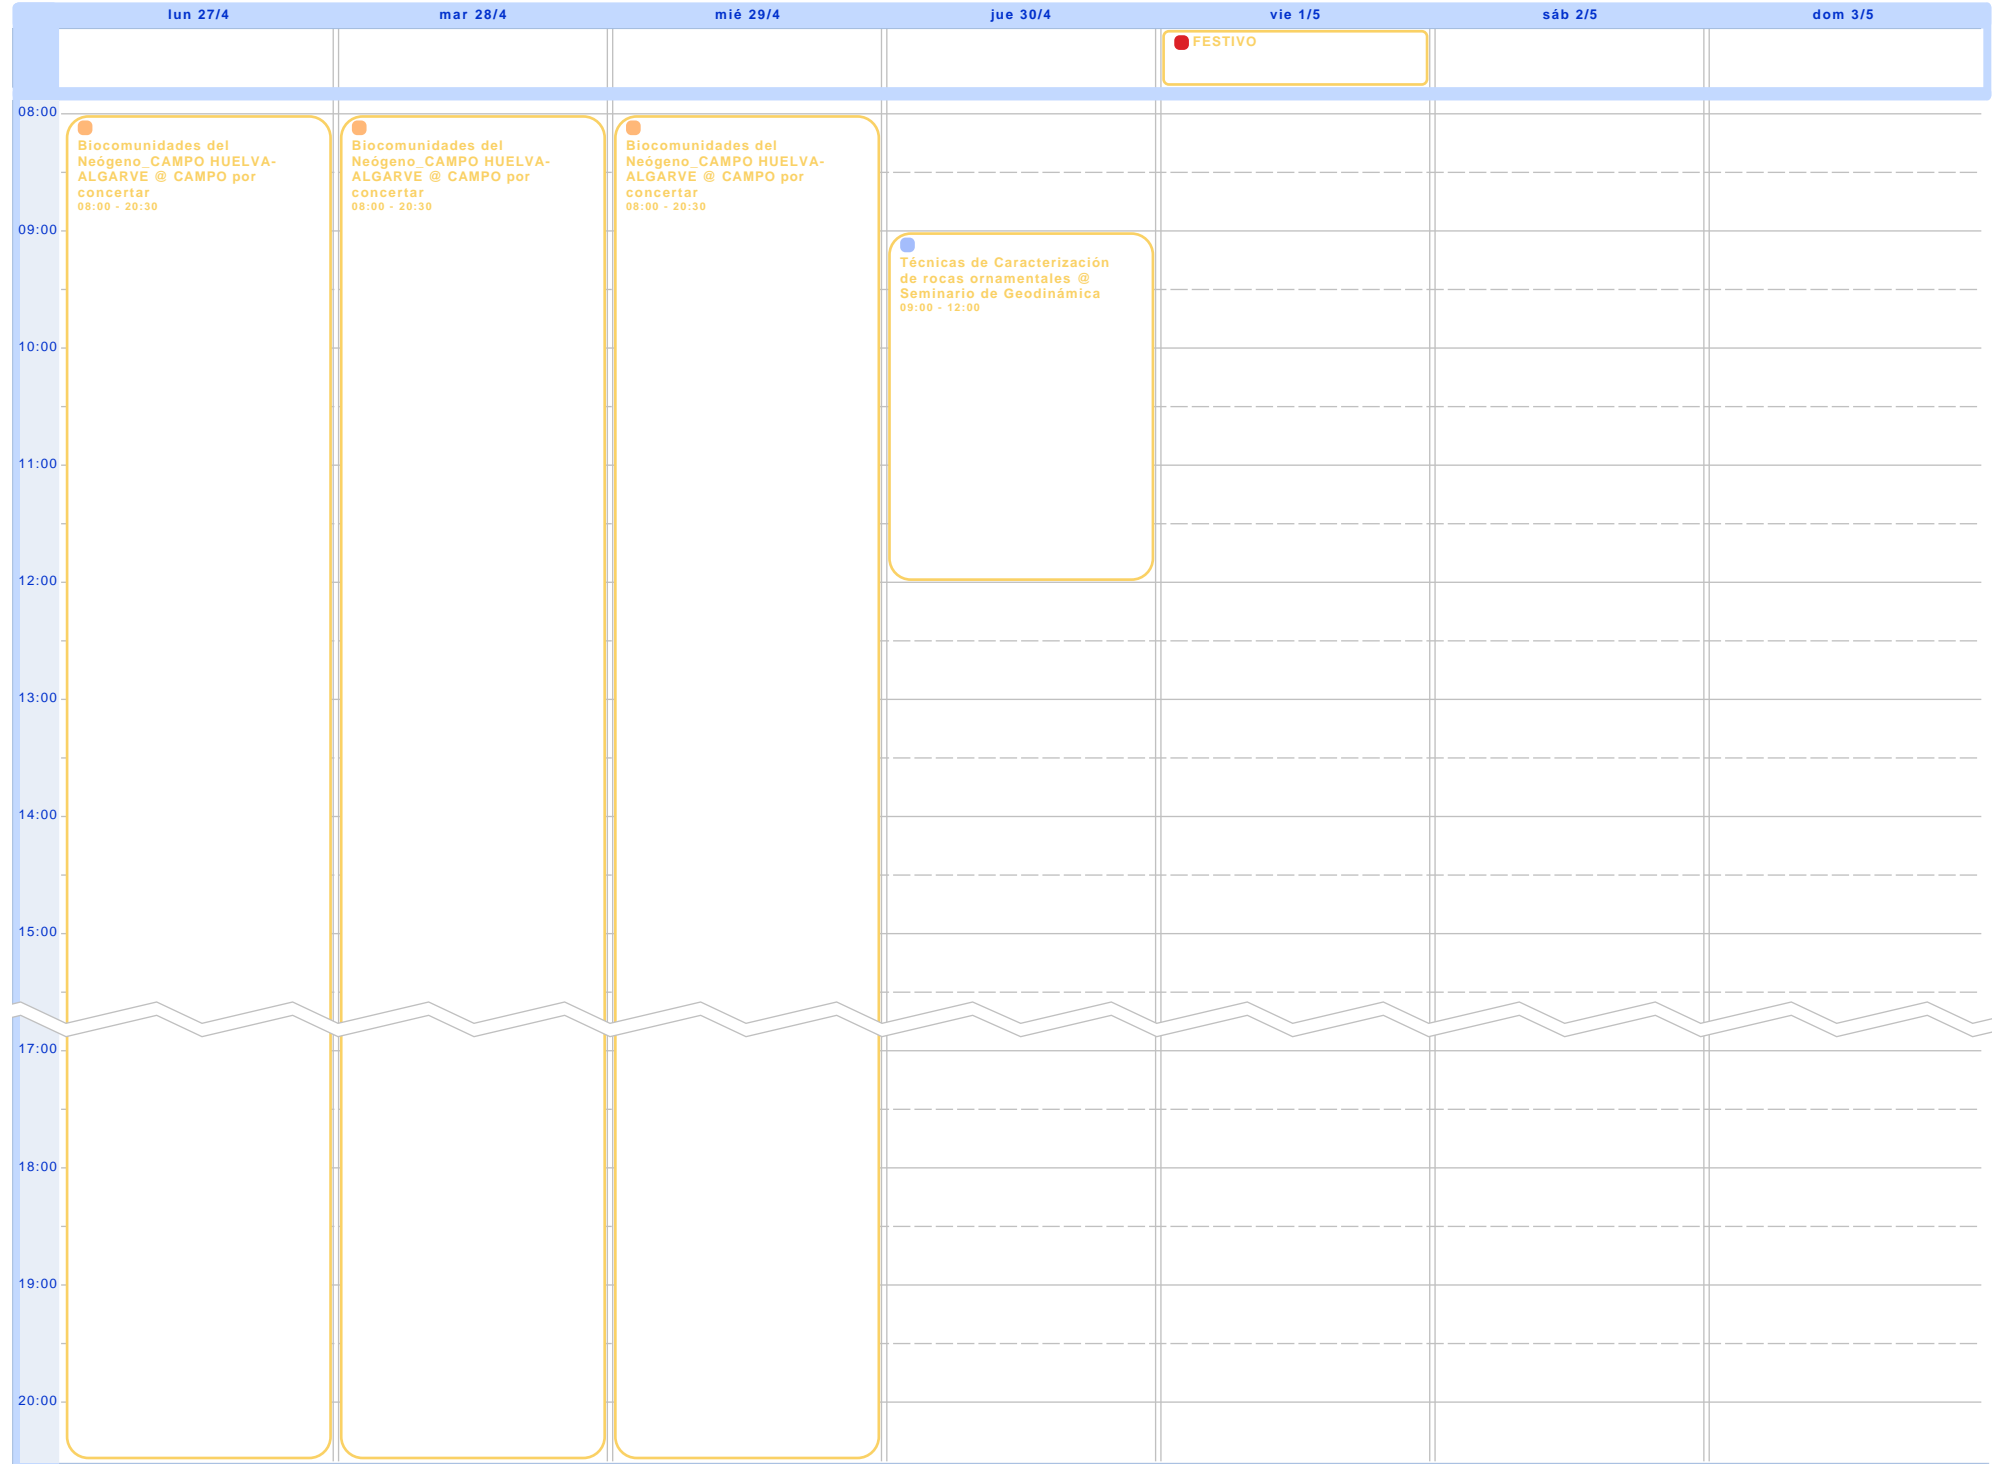 lun 27/4
mar 28/4
mié 29/4
jue 30/4
vie 1/5
sáb 2/5
dom 3/5
FESTIVO
08:00
Biocomunidades del
Neógeno_CAMPO HUELVA-
ALGARVE @ CAMPO por
concertar
08:00 - 20:30
Biocomunidades del
Neógeno_CAMPO HUELVA-
ALGARVE @ CAMPO por
concertar
08:00 - 20:30
Biocomunidades del
Neógeno_CAMPO HUELVA-
ALGARVE @ CAMPO por
concertar
08:00 - 20:30
09:00
Técnicas de Caracterización
de rocas ornamentales @
Seminario de Geodinámica
09:00 - 12:00
10:00
11:00
12:00
13:00
14:00
15:00
17:00
18:00
19:00
20:00